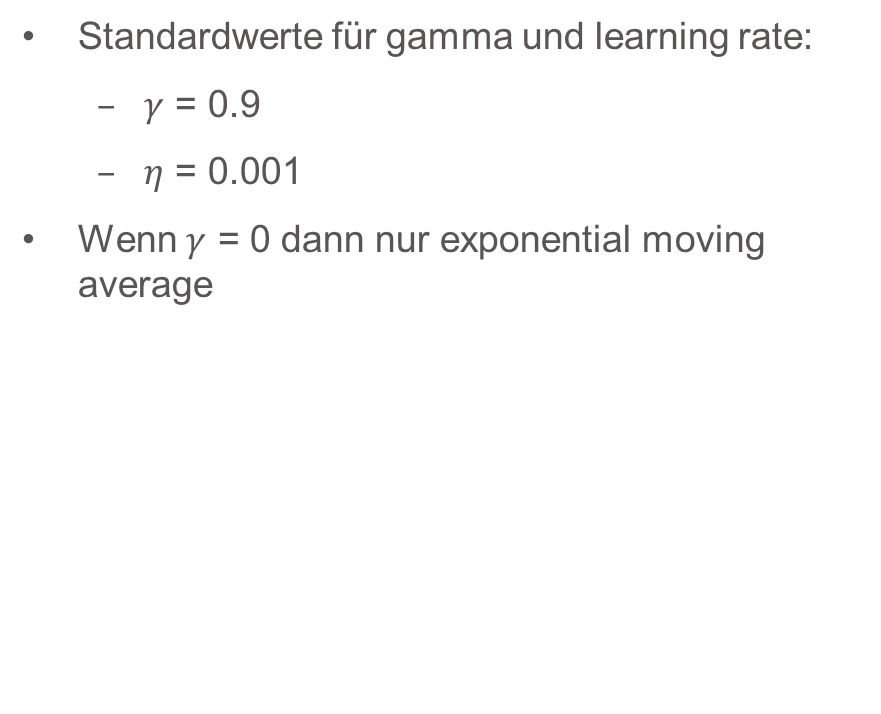 • Standardwerte für gamma und learning rate:
– γ = 0.9
– η = 0.001
• Wenn γ = 0 dann nur exponential moving
average